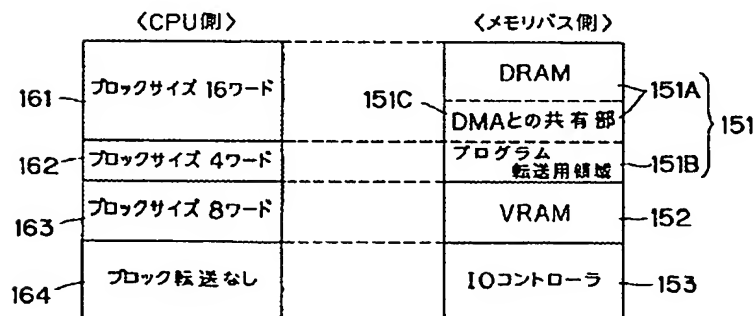 〈CPU側〉
〈メモリバス側〉
161
ブロックサイズ 16ワード
162
ブロックサイズ 4ワード
163
ブロックサイズ 8ワード
164
ブロック転送なし
DRAM
151A
151C
DMAとの共有部
151
プログラム
転送用領域
151B
VRAM
152
IOコントローラ
153